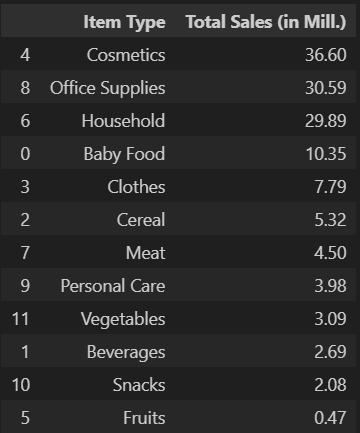 Item Type Total Sales (in Mill.)
4 Cosmetics 36.60
8 Office Supplies 30.59
6 Household 29.89
0 Baby Food 10.35
3 Clothes 7.79
2 Cereal 5.32
7 Meat 4.50
9 Personal Care 3.98
11 Vegetables 3.09
1 Beverages 2.69
10 Snacks 2.08
5 Fruits 0.47